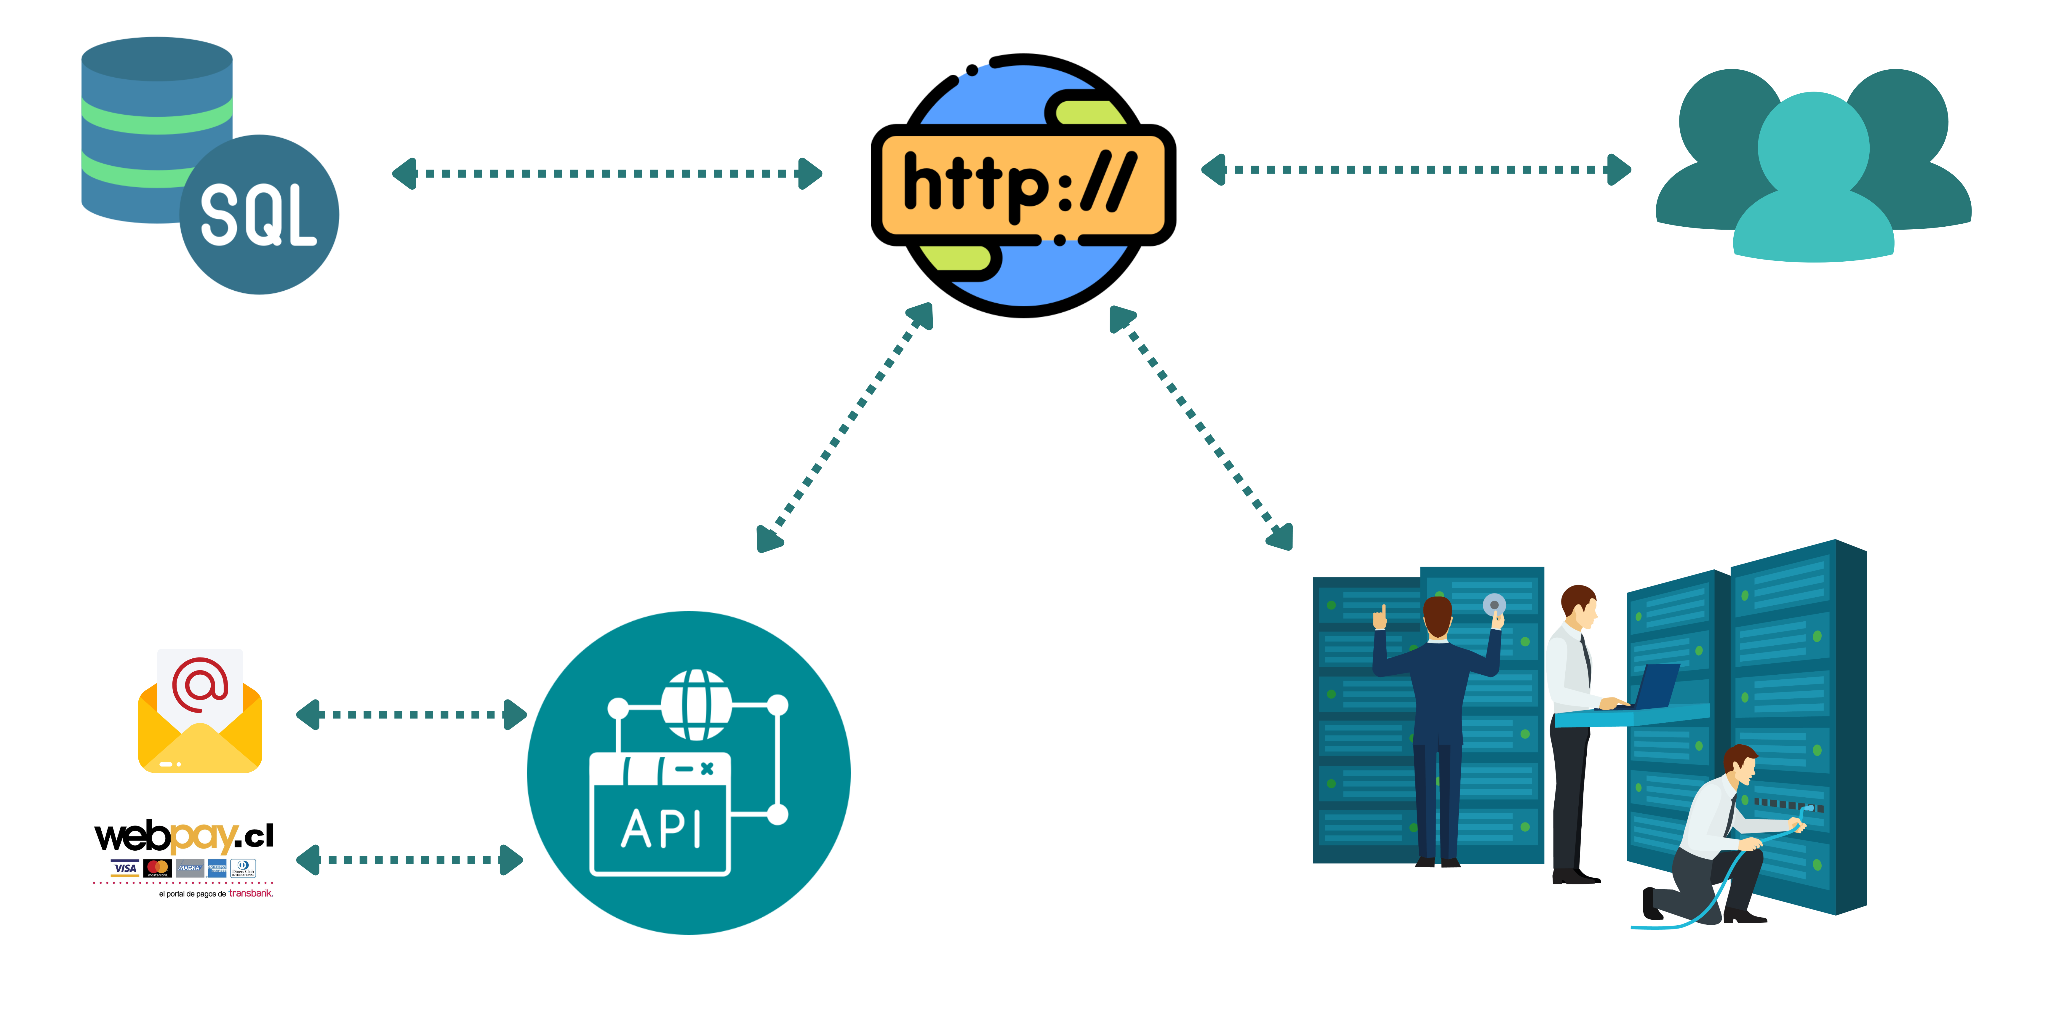 SQL
http://
API
webpay.cl
VISA
el portal de pagos de transbank.